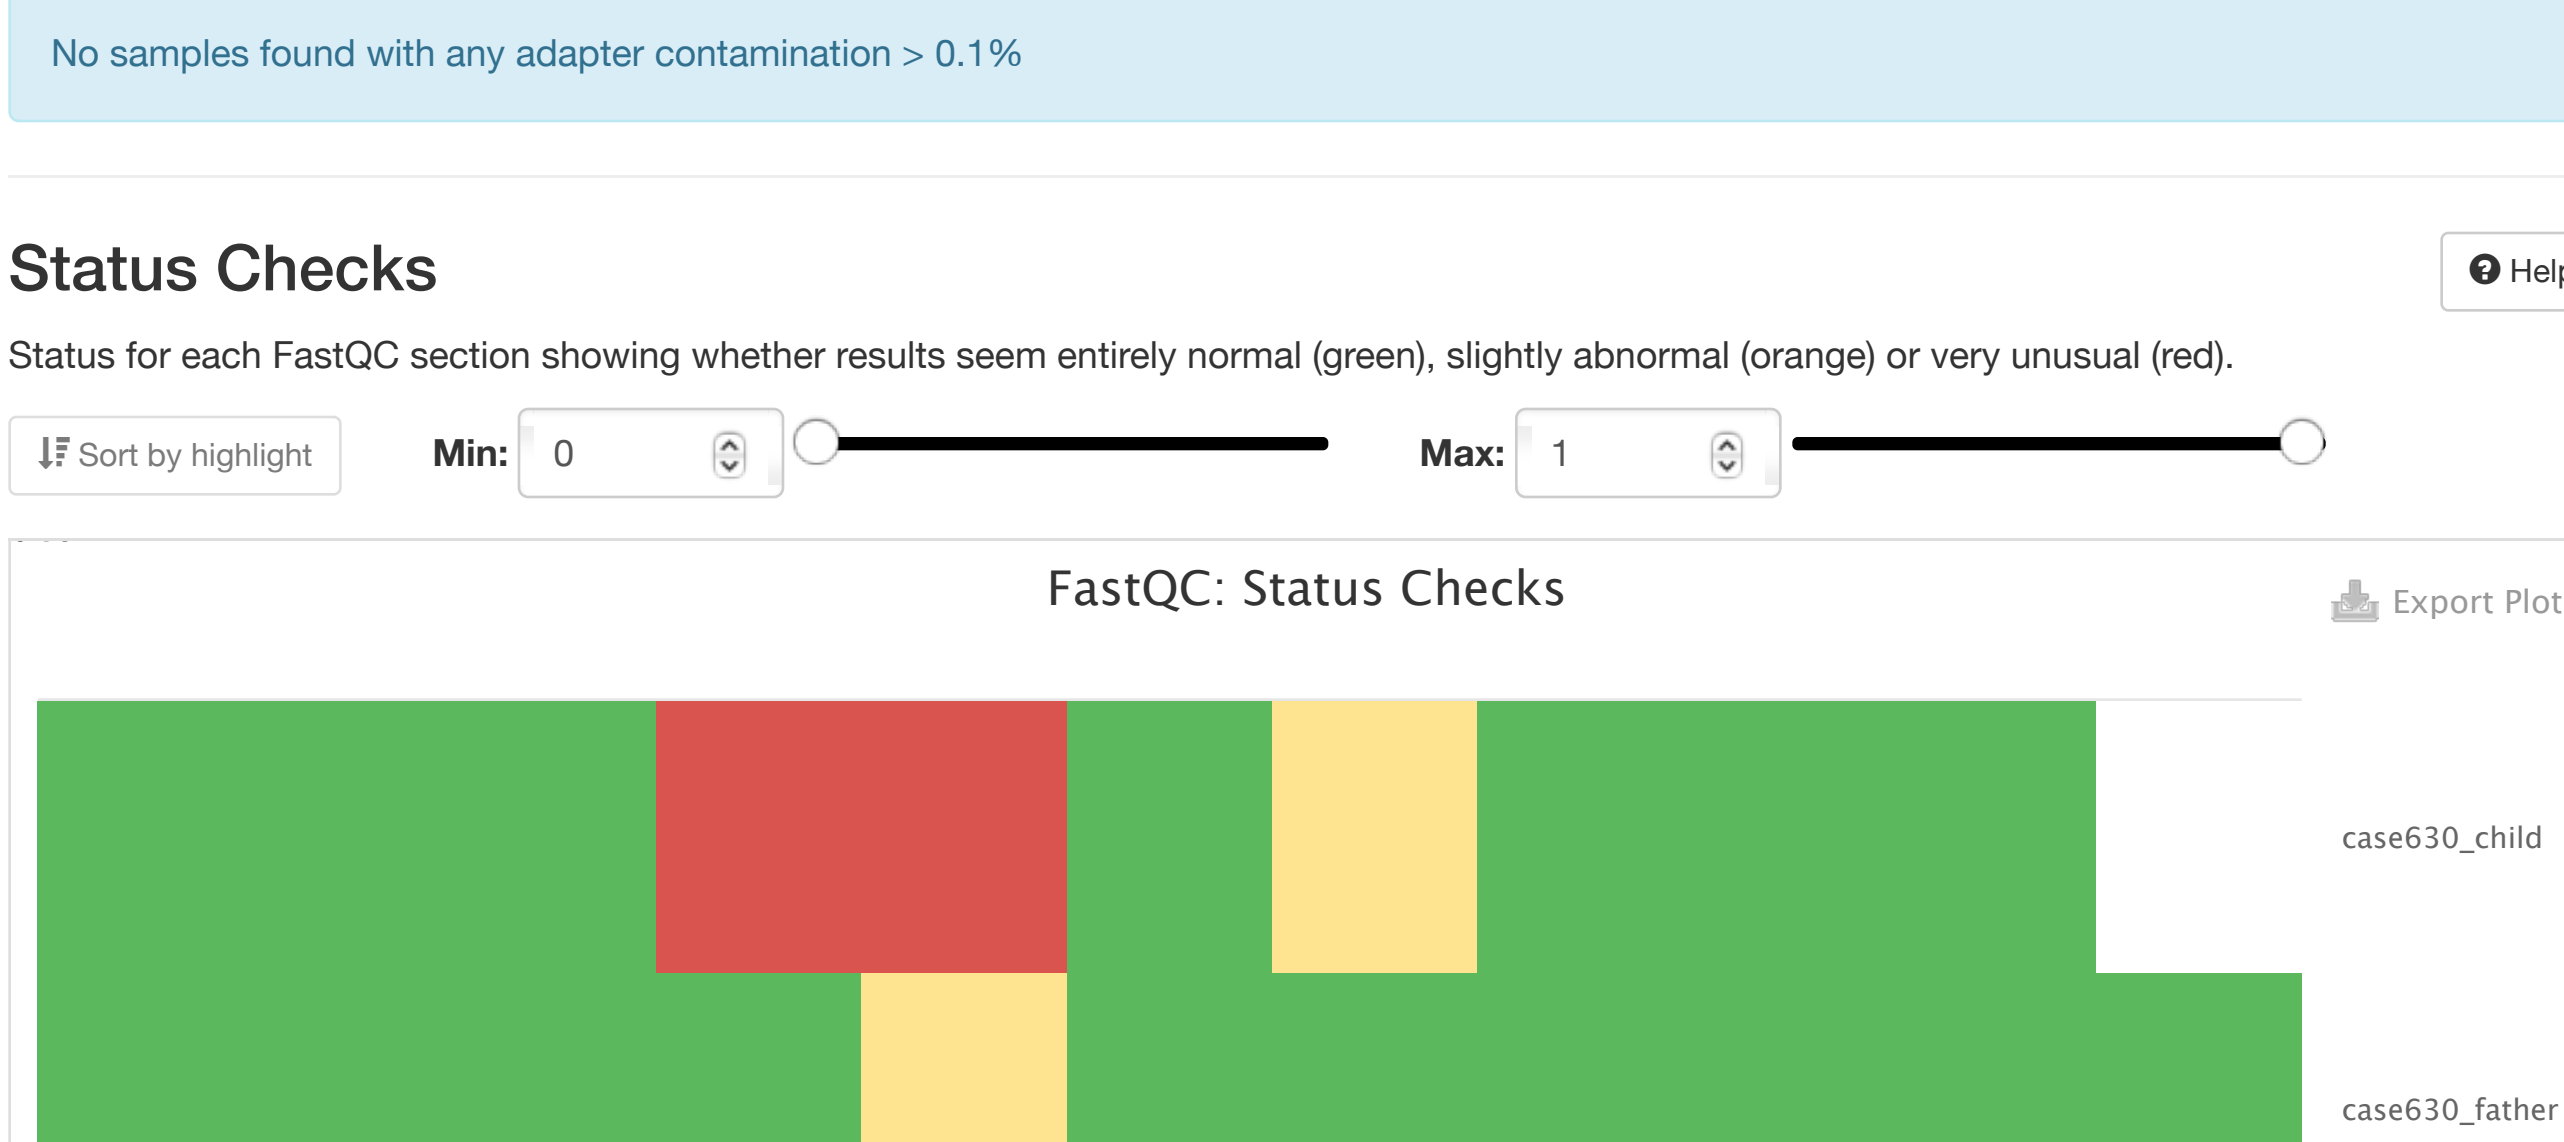 No samples found with any adapter contamination > 0.1%
Status Checks
Help
Status for each FastQC section showing whether results seem entirely normal (green), slightly abnormal (orange) or very unusual (red).
Sort by highlight Min: 0 Max: 1
FastQC: Status Checks
Export Plot
case630_child
case630_father